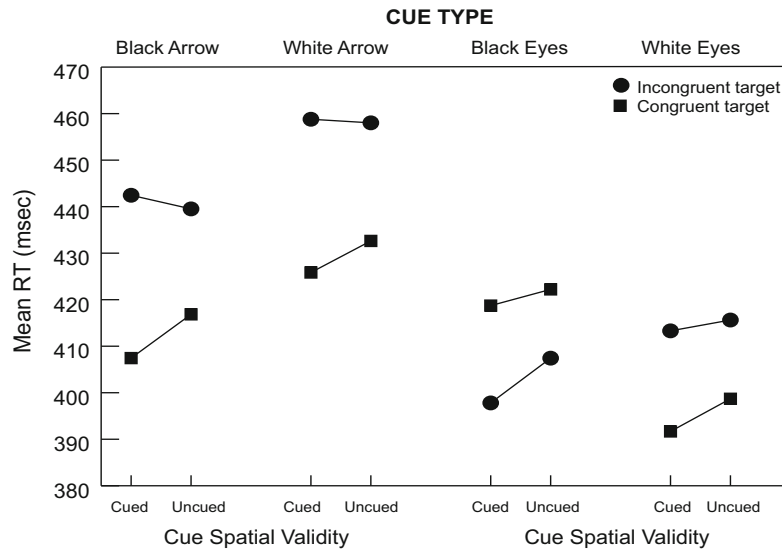 CUE TYPE
Black Arrow White Arrow Black Eyes White Eyes
470
460
450
440
430
420
410
400
390
380
Mean RT (msec)
Incongruent target
Congruent target
Cued Uncued Cued Uncued Cued Uncued Cued Uncued
Cue Spatial Validity Cue Spatial Validity